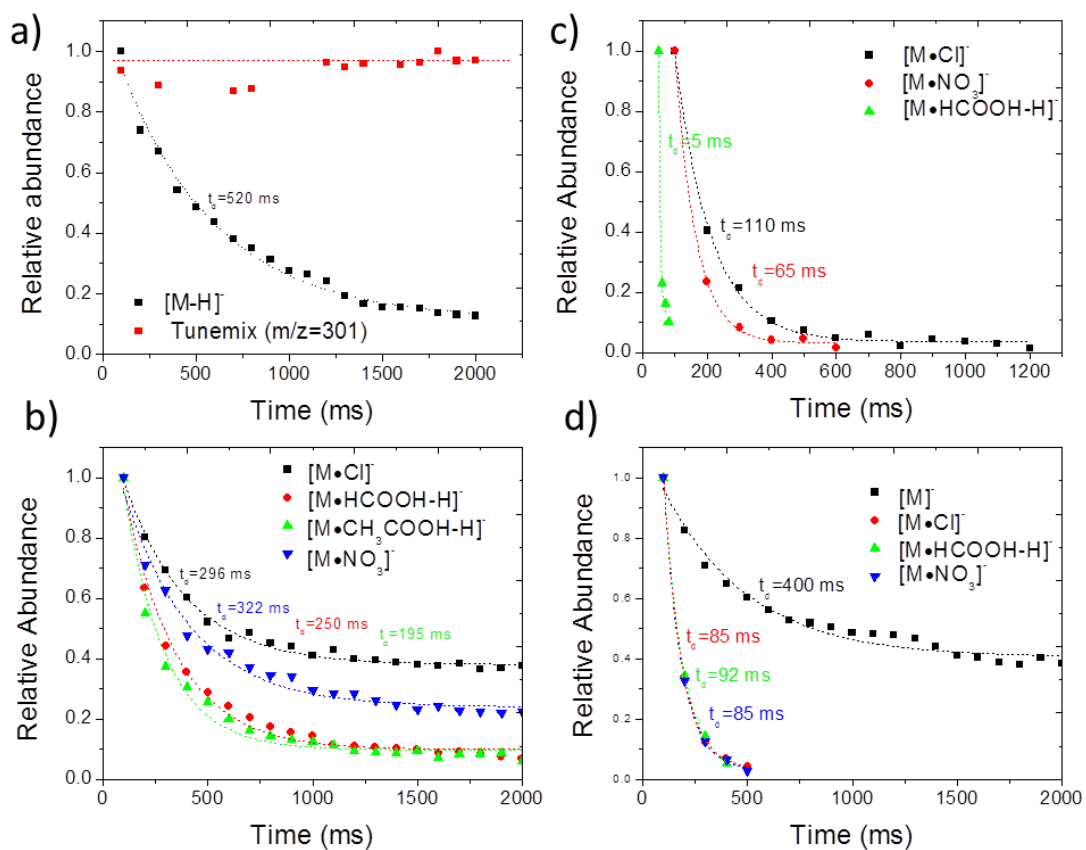 a)
Relative abundance
1.0
0.8
0.6
0.4
0.2
0.0
t_d=520 ms
[M-H]⁻
Tunemix (m/z=301)
0
500
1000
1500
2000
Time (ms)
c)
Relative Abundance
1.0
0.8
0.6
0.4
0.2
0.0
[M•Cl]⁻
[M•NO₃]⁻
[M•HCOOH-H]⁻
t_d=5 ms
t_d=110 ms
t_d=65 ms
0
200
400
600
800
1000
1200
Time (ms)
b)
Relative Abundance
1.0
0.8
0.6
0.4
0.2
0.0
[M•Cl]⁻
[M•HCOOH-H]⁻
[M•CH₃COOH-H]⁻
[M•NO₃]⁻
t_d=296 ms
t_d=322 ms
t_d=250 ms
t_d=195 ms
0
500
1000
1500
2000
Time (ms)
d)
Relative Abundance
1.0
0.8
0.6
0.4
0.2
0.0
[M]⁻
[M•Cl]⁻
[M•HCOOH-H]⁻
[M•NO₃]⁻
t_d=400 ms
t_d=85 ms
t_d=92 ms
t_d=85 ms
0
500
1000
1500
2000
Time (ms)